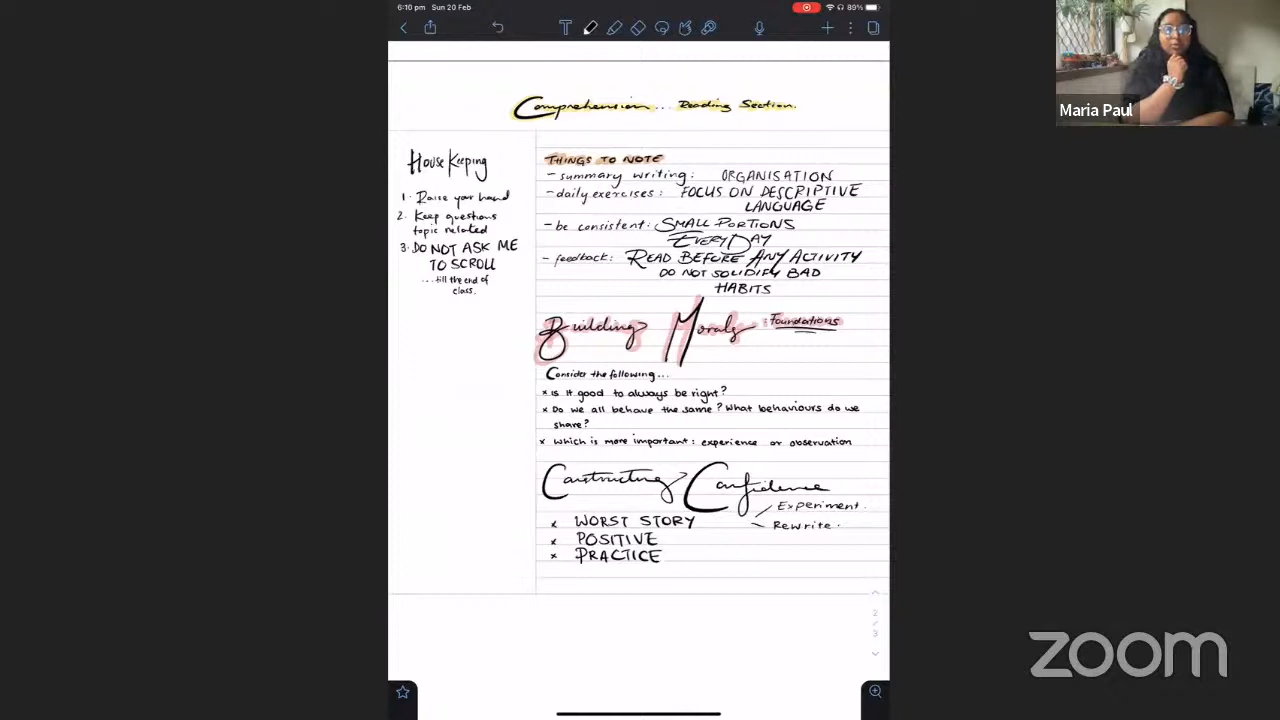 6:10 pm Sun 20 Feb
89%
Maria Paul
Comprehension... Reading Section.
House Keeping
1. Raise your hand
2. Keep questions
topic related
3. DO NOT ASK ME
TO SCROLL
...till the end of
class.
THINGS TO NOTE
- summary writing: ORGANISATION
- daily exercises: FOCUS ON DESCRIPTIVE
LANGUAGE
- be consistent: SMALL PORTIONS
EVERY DAY
- feedback: READ BEFORE ANY ACTIVITY
DO NOT SOLIDIFY BAD
HABITS
Building Morals : Foundations
Consider the following...
x Is it good to always be right?
x Do we all behave the same? What behaviours do we
share?
x Which is more important: experience or observation
Constructing Confidence
Experiment.
x WORST STORY
Rewrite.
x POSITIVE
x PRACTICE
2
/
3
zoom